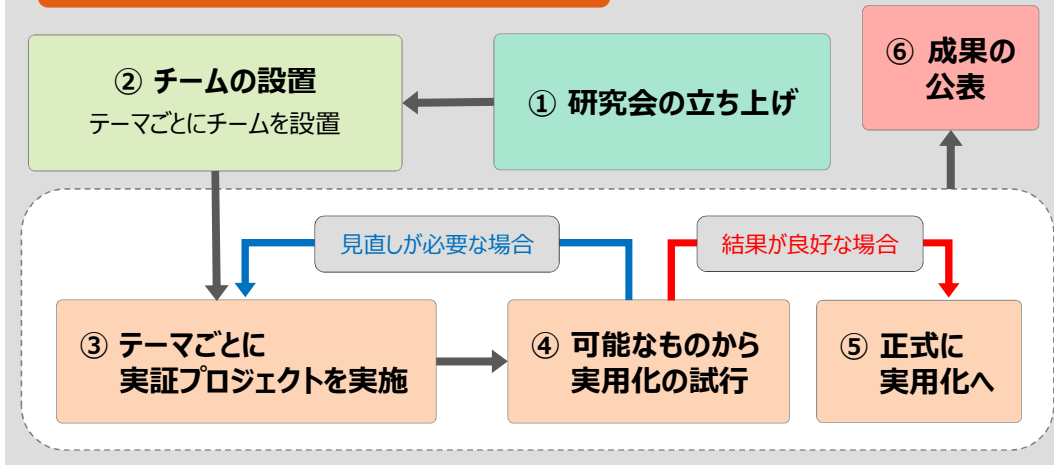 ① 研究会の立ち上げ
② チームの設置
テーマごとにチームを設置
⑥ 成果の
公表
見直しが必要な場合
結果が良好な場合
③ テーマごとに
実証プロジェクトを実施
④ 可能なものから
実用化の試行
⑤ 正式に
実用化へ